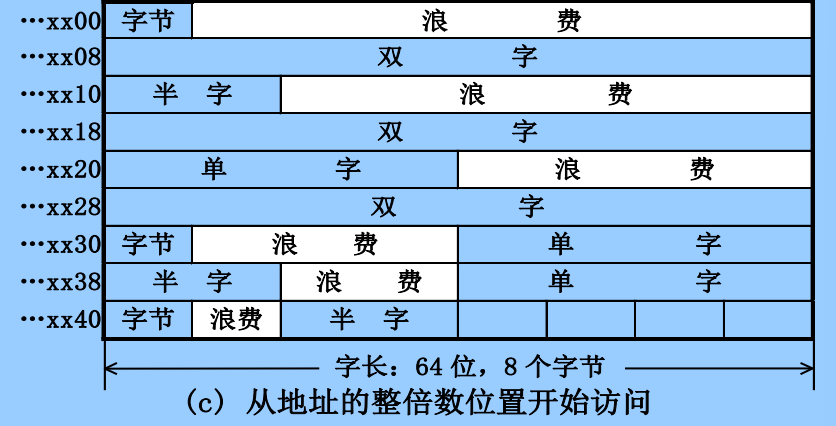 …xx00 字节 浪费
…xx08 双字
…xx10 半字 浪费
…xx18 双字
…xx20 单字 浪费
…xx28 双字
…xx30 字节 浪费 单字
…xx38 半字 浪费 单字
…xx40 字节 浪费 半字
字长：64位，8个字节
(c) 从地址的整倍数位置开始访问